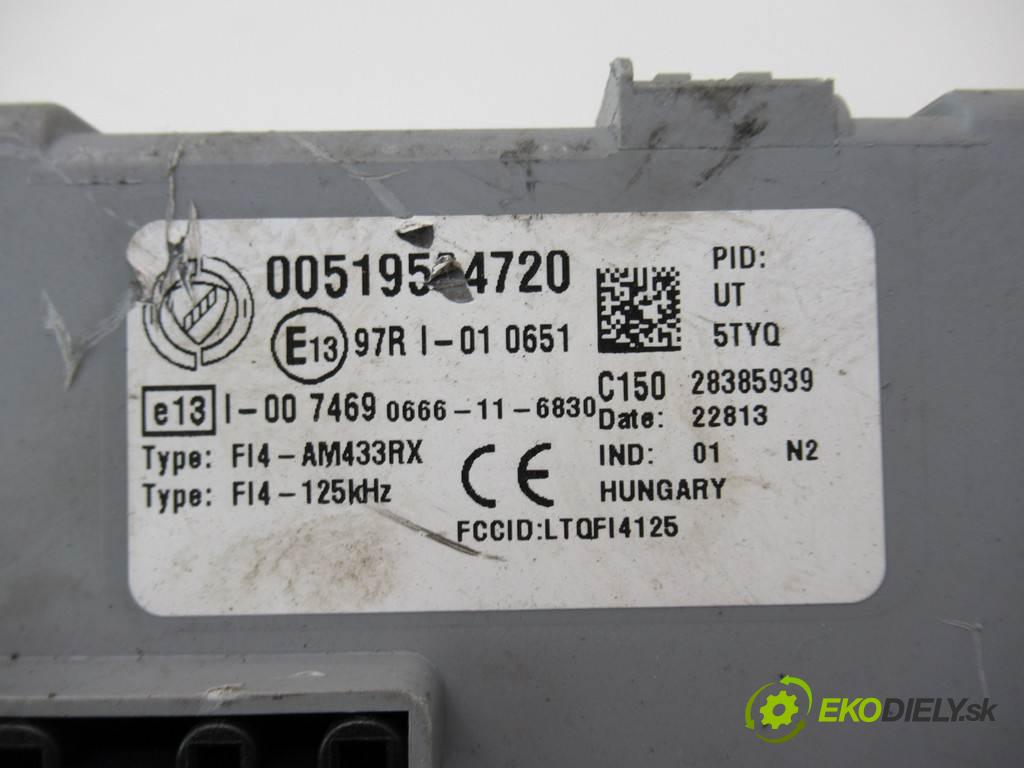 E13 97R I-01 0651
e13 I-00 7469 0666-11-6830
Type: FI4-AM433RX
Type: FI4-125kHz
CE
FCCID:LTQFI4125
PID:
UT
5TYQ
C150 28385939
Date: 22813
IND: 01 N2
HUNGARY
EKODIELY.sk